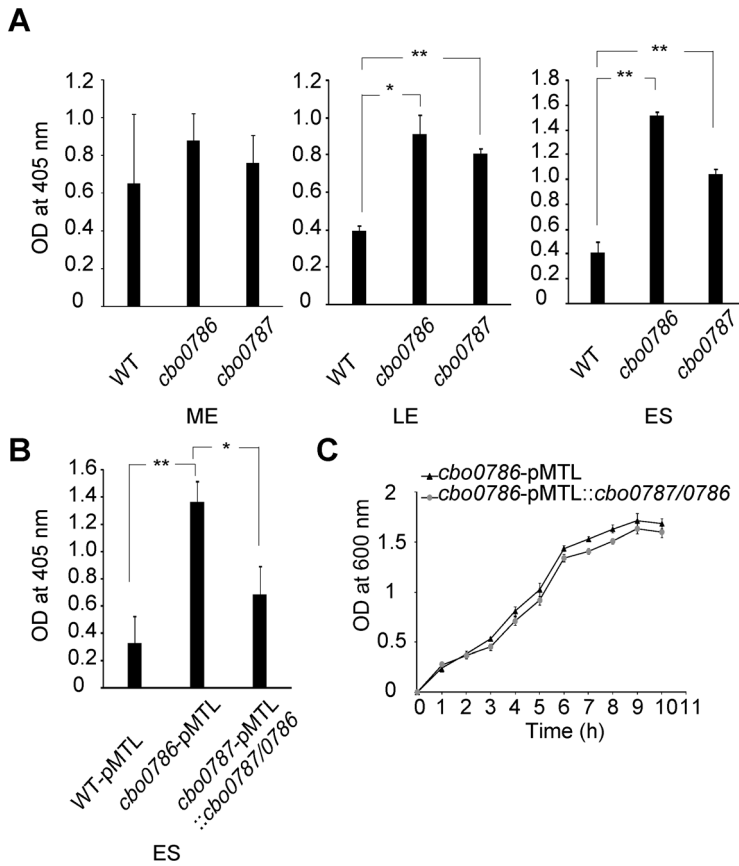 A
OD at 405 nm
1.2
1.0
0.8
0.6
0.4
0.2
0
WT
cbo0786
cbo0787
ME
**
*
1.2
1.0
0.8
0.6
0.4
0.2
0
WT
cbo0786
cbo0787
LE
**
**
1.8
1.6
1.4
1.2
1.0
0.8
0.6
0.4
0.2
0
WT
cbo0786
cbo0787
ES
B
OD at 405 nm
** *
1.6
1.4
1.2
1.0
0.8
0.6
0.4
0.2
0
WT-pMTL
cbo0786-pMTL
cbo0787-pMTL
::cbo0787/0786
ES
C
cbo0786-pMTL
cbo0786-pMTL::cbo0787/0786
OD at 600 nm
2
1.5
1
0.5
0
0 1 2 3 4 5 6 7 8 9 10 11
Time (h)